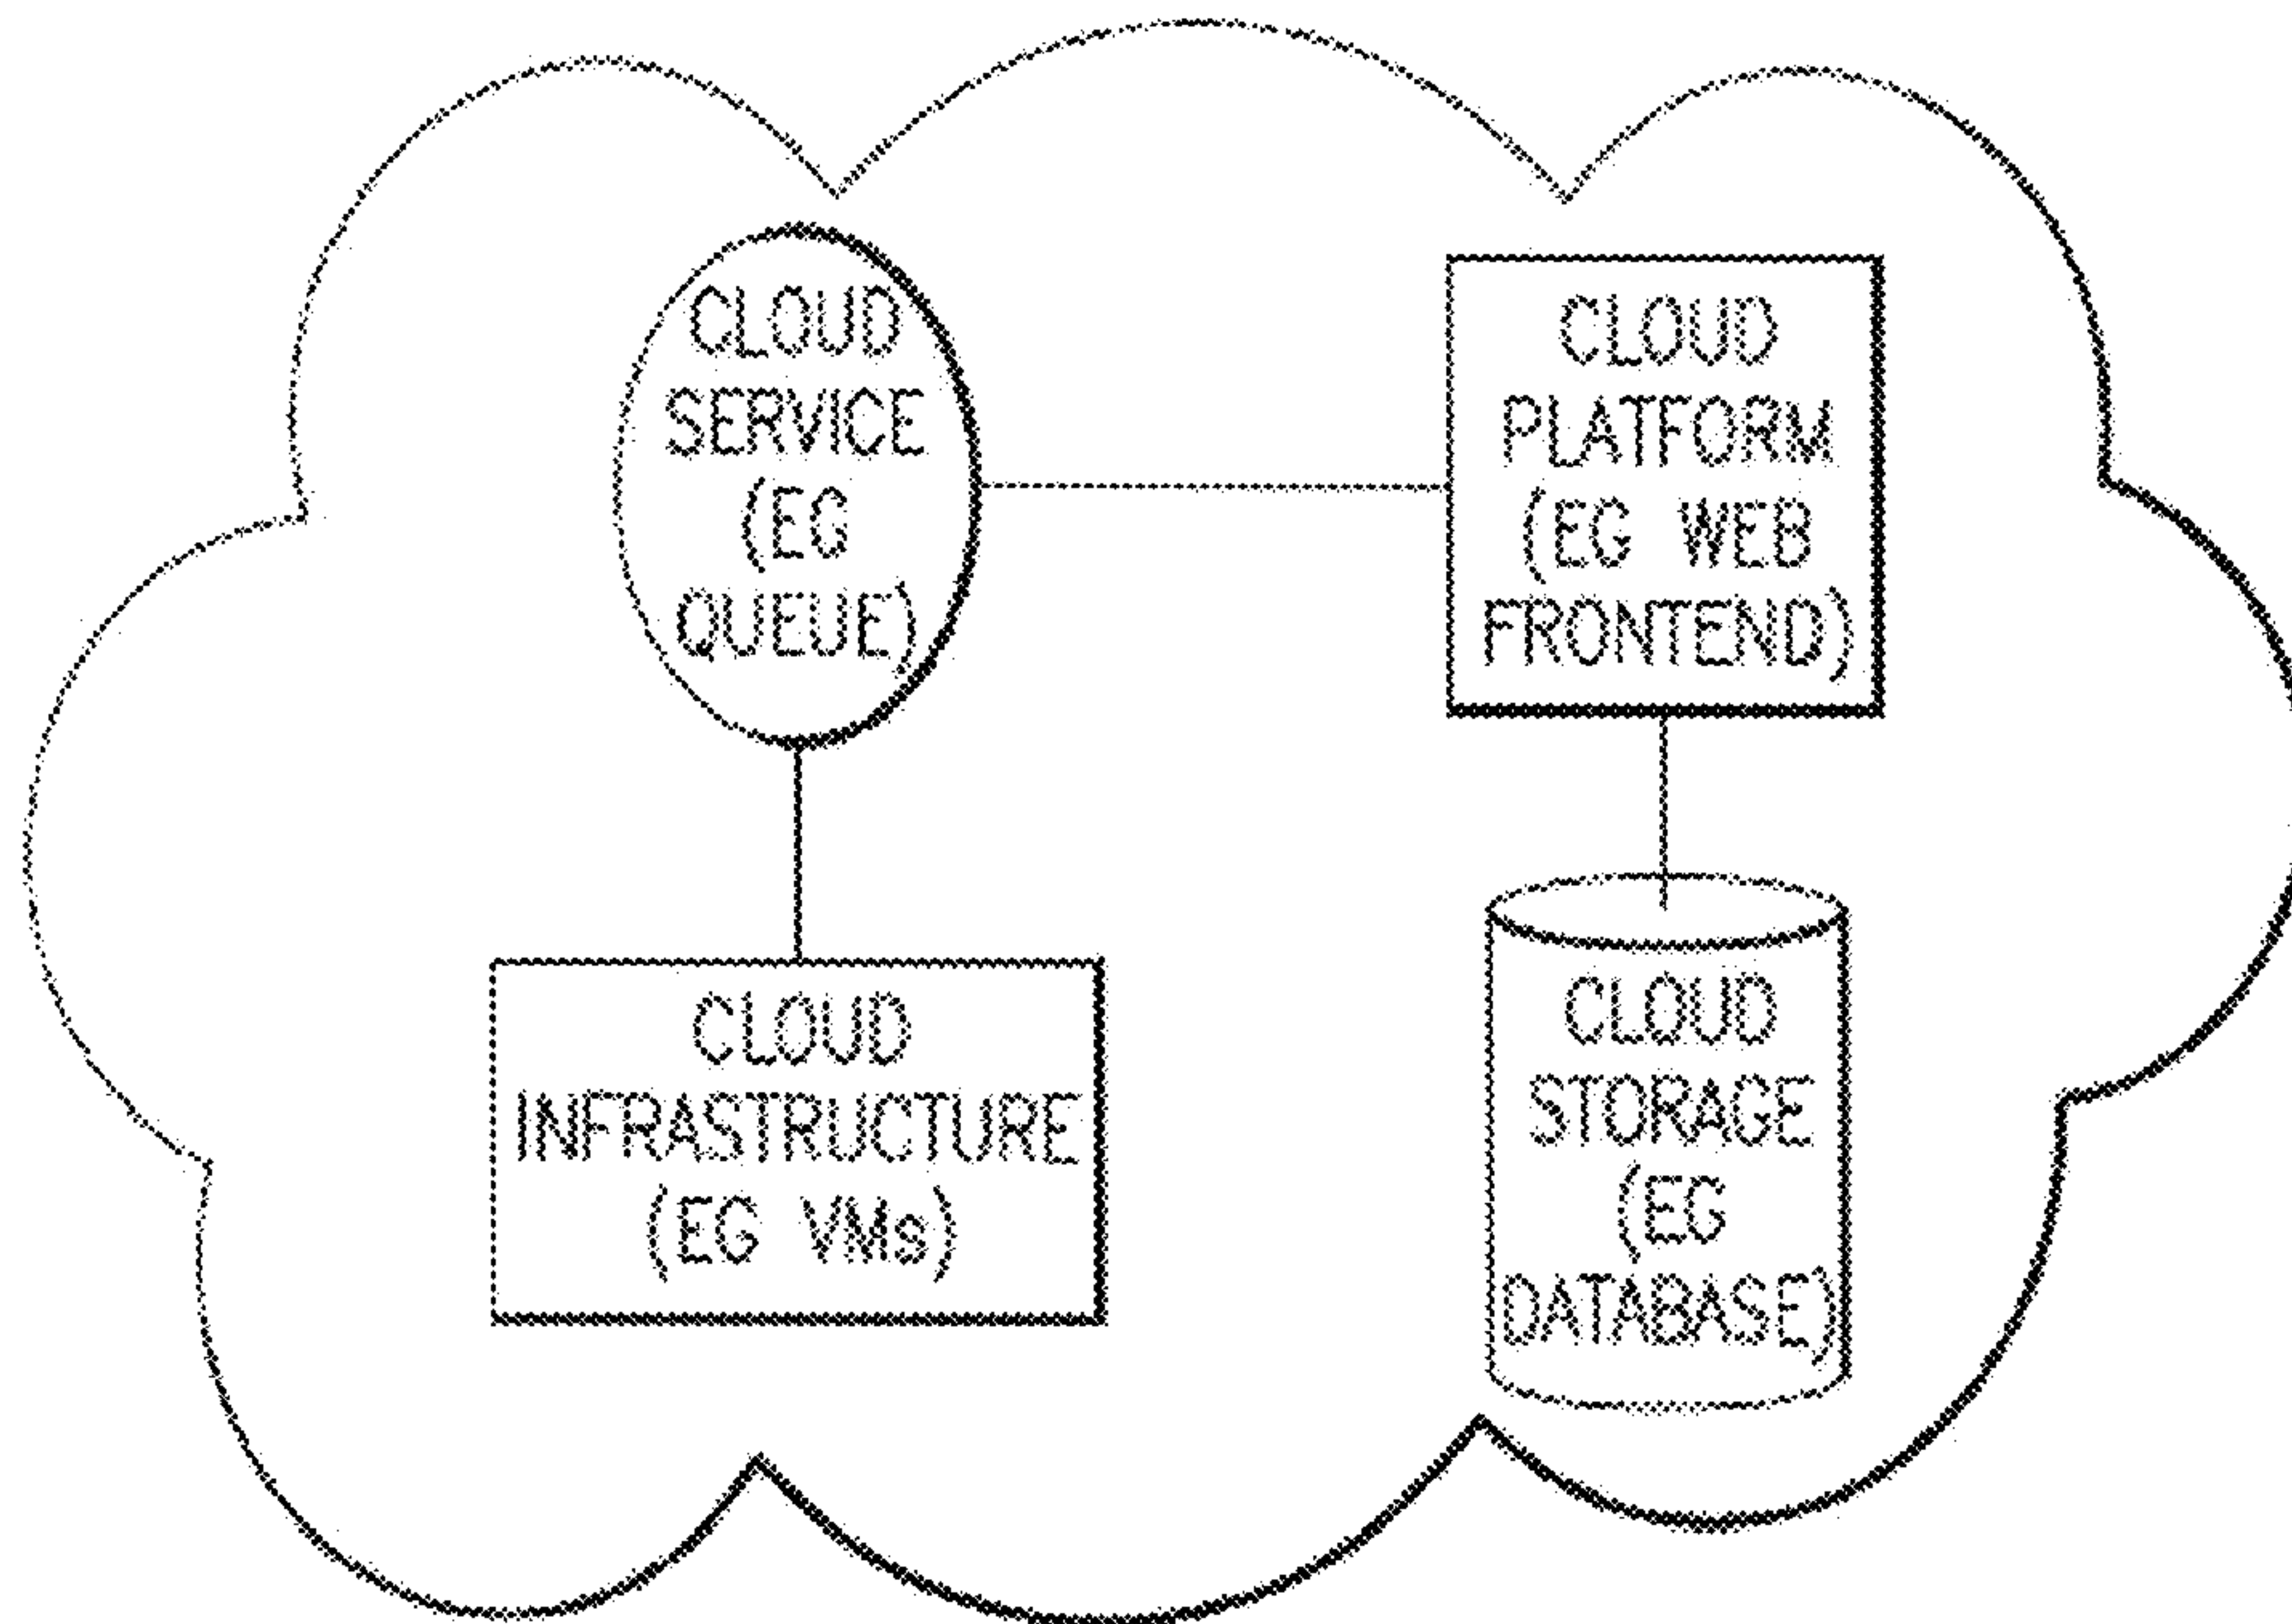 CLOUD
SERVICE
(EG
QUEUE)
CLOUD
PLATFORM
(EG WEB
FRONTEND)
CLOUD
INFRASTRUCTURE
(EG VMs)
CLOUD
STORAGE
(EG
DATABASE)